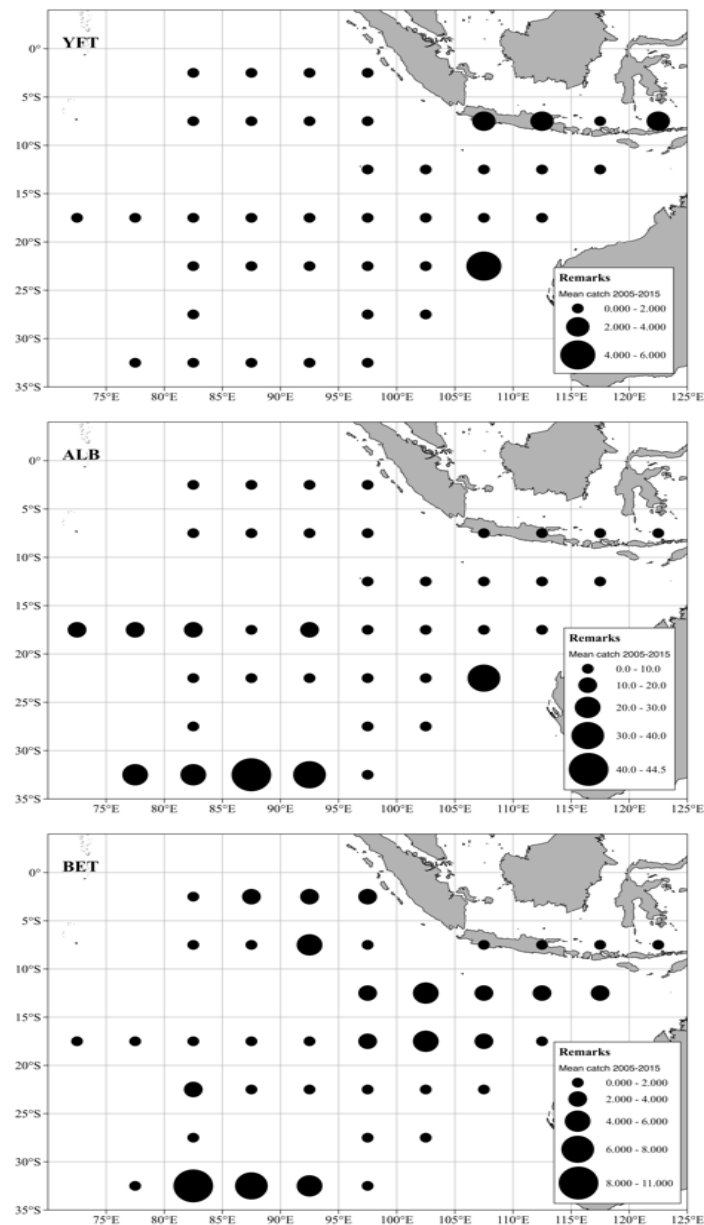 YFT
0°
5°S
10°S
15°S
20°S
25°S
30°S
35°S
Remarks
Mean catch 2005-2015
0.000 - 2.000
2.000 - 4.000
4.000 - 6.000
75°E 80°E 85°E 90°E 95°E 100°E 105°E 110°E 115°E 120°E 125°E
ALB
0°
5°S
10°S
15°S
20°S
25°S
30°S
35°S
Remarks
Mean catch 2005-2015
0.0 - 10.0
10.0 - 20.0
20.0 - 30.0
30.0 - 40.0
40.0 - 44.5
75°E 80°E 85°E 90°E 95°E 100°E 105°E 110°E 115°E 120°E 125°E
BET
0°
5°S
10°S
15°S
20°S
25°S
30°S
35°S
Remarks
Mean catch 2005-2015
0.000 - 2.000
2.000 - 4.000
4.000 - 6.000
6.000 - 8.000
8.000 - 11.000
75°E 80°E 85°E 90°E 95°E 100°E 105°E 110°E 115°E 120°E 125°E